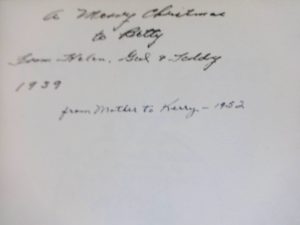 A Merry Christmas
to Betty
from Helen, & Teddy
1939
from Mother to Kerry - 1952